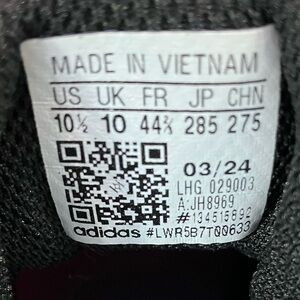 MADE IN VIETNAM
US UK FR JP CHN
10½ 10 44⅔ 285 275
03/24
LHG 029003
A:JH8969
#134515892
adidas #LWR5B7T00633